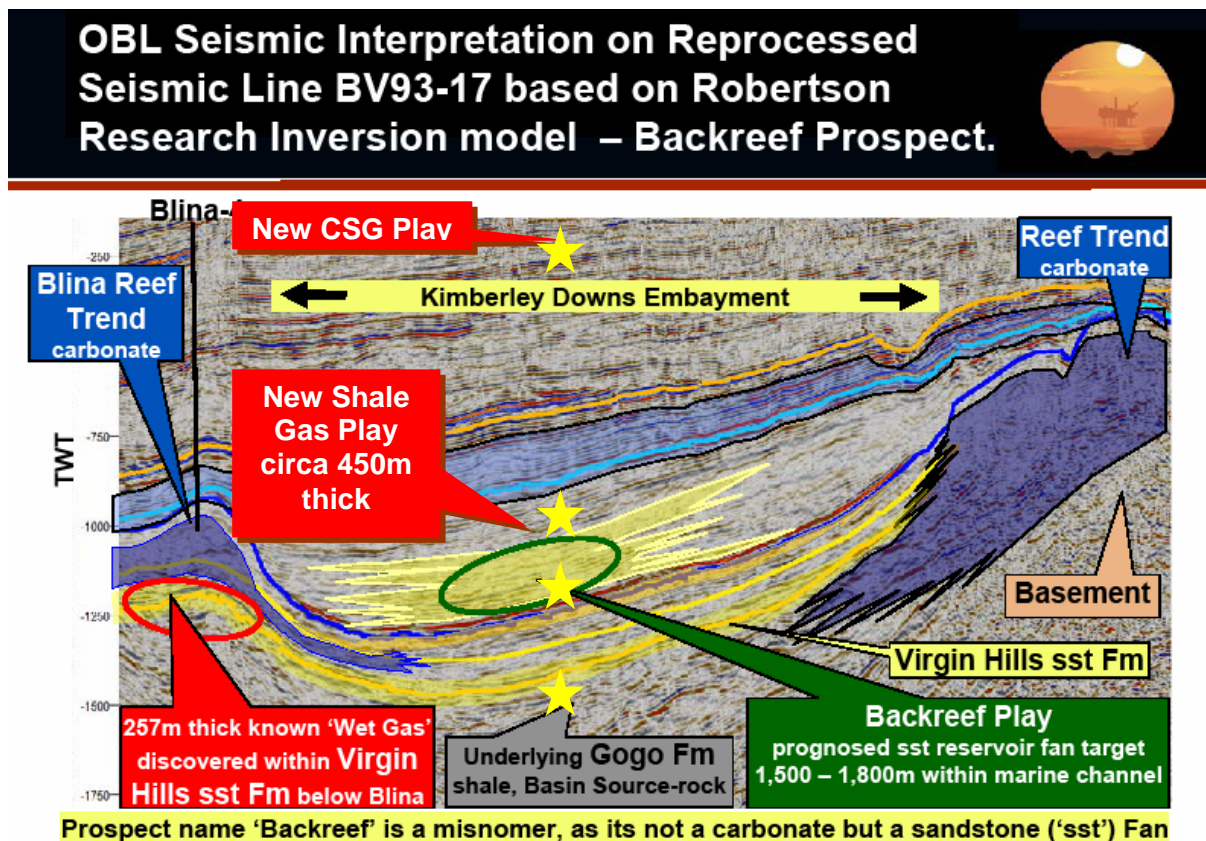 OBL Seismic Interpretation on Reprocessed
Seismic Line BV93-17 based on Robertson
Research Inversion model – Backreef Prospect.
Blina-
New CSG Play
Reef Trend
carbonate
-250
Blina Reef
Trend
carbonate
Kimberley Downs Embayment
New Shale
Gas Play
circa 450m
thick
TWT
-750
-1000
-1250
-1500
-1750
Basement
Virgin Hills sst Fm
257m thick known ‘Wet Gas’
discovered within Virgin
Hills sst Fm below Blina
Underlying Gogo Fm
shale, Basin Source-rock
Backreef Play
prognosed sst reservoir fan target
1,500 – 1,800m within marine channel
Prospect name ‘Backreef’ is a misnomer, as its not a carbonate but a sandstone (‘sst’) Fan